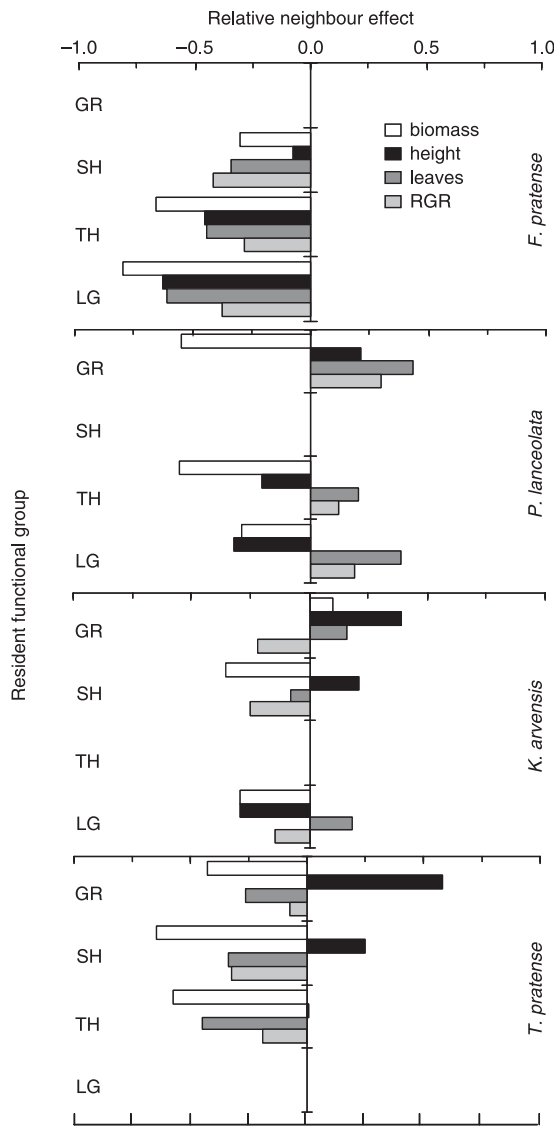 Relative neighbour effect
−1.0 −0.5 0.0 0.5 1.0
GR
SH
TH
LG
biomass
height
leaves
RGR
F. pratense
GR
SH
TH
LG
P. lanceolata
Resident functional group
GR
SH
TH
LG
K. arvensis
GR
SH
TH
LG
T. pratense